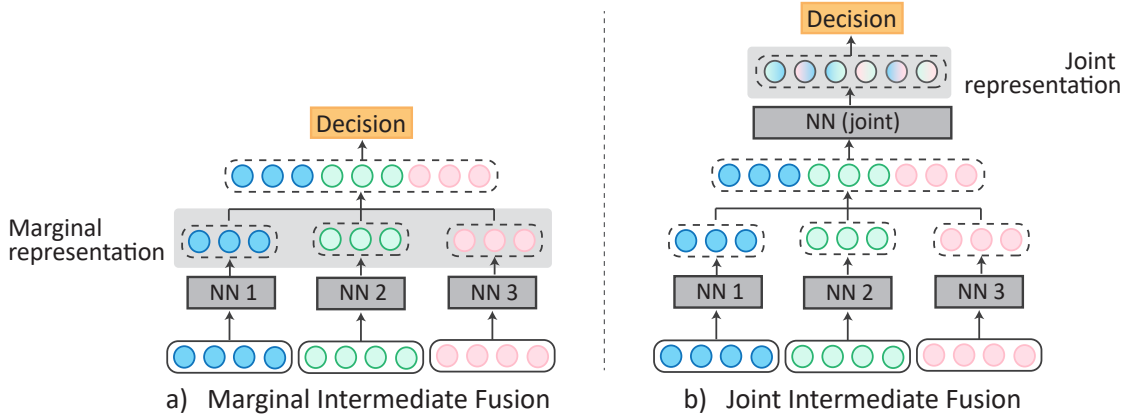 Decision
Marginal
representation
NN 1
NN 2
NN 3
a) Marginal Intermediate Fusion
Decision
Joint
representation
NN (joint)
NN 1
NN 2
NN 3
b) Joint Intermediate Fusion